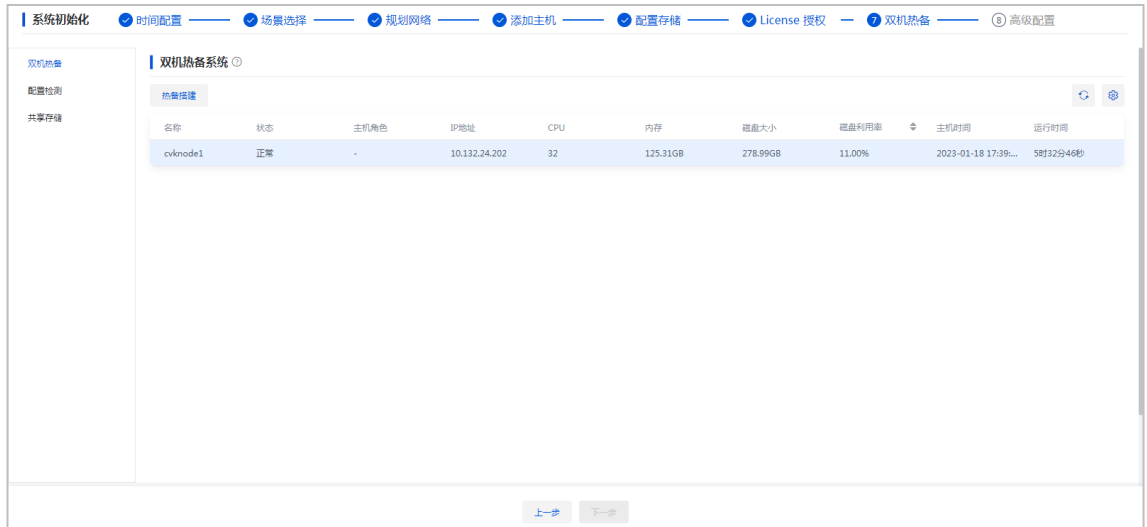 系统初始化 时间配置 场景选择 规划网络 添加主机 配置存储 License 授权 7 双机热备 8 高级配置
双机热备
配置检测
共享存储
双机热备系统
热备搭建
名称 状态 主机角色 IP地址 CPU 内存 磁盘大小 磁盘利用率 主机时间 运行时间
cvknode1 正常 - 10.132.24.202 32 125.31GB 278.99GB 11.00% 2023-01-18 17:39:... 5时32分46秒
上一步 下一步